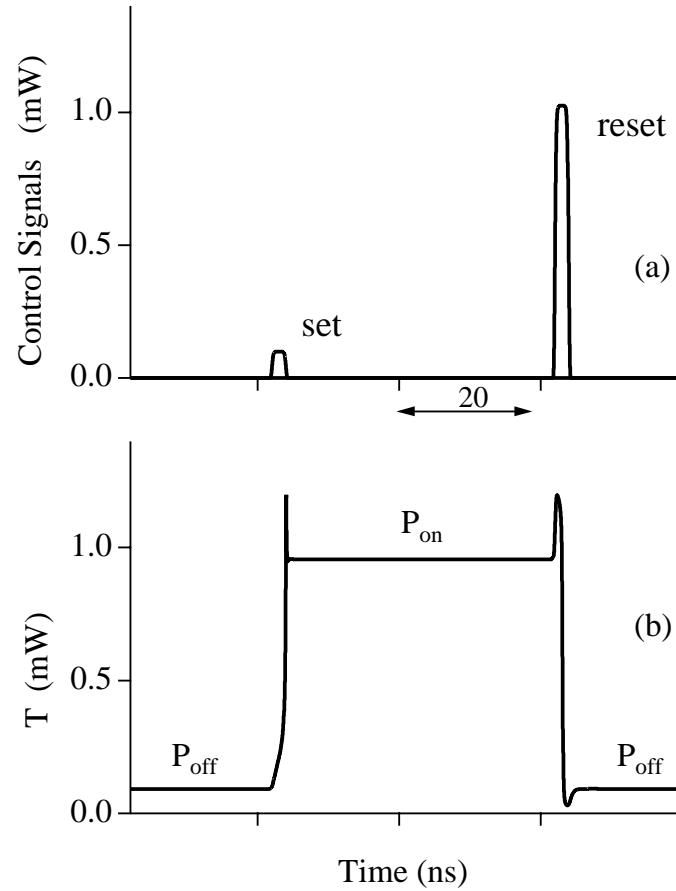 Control Signals (mW)
1.0
0.5
0.0
set
reset
(a)
20
T (mW)
1.0
0.5
0.0
P_off
P_on
P_off
(b)
Time (ns)